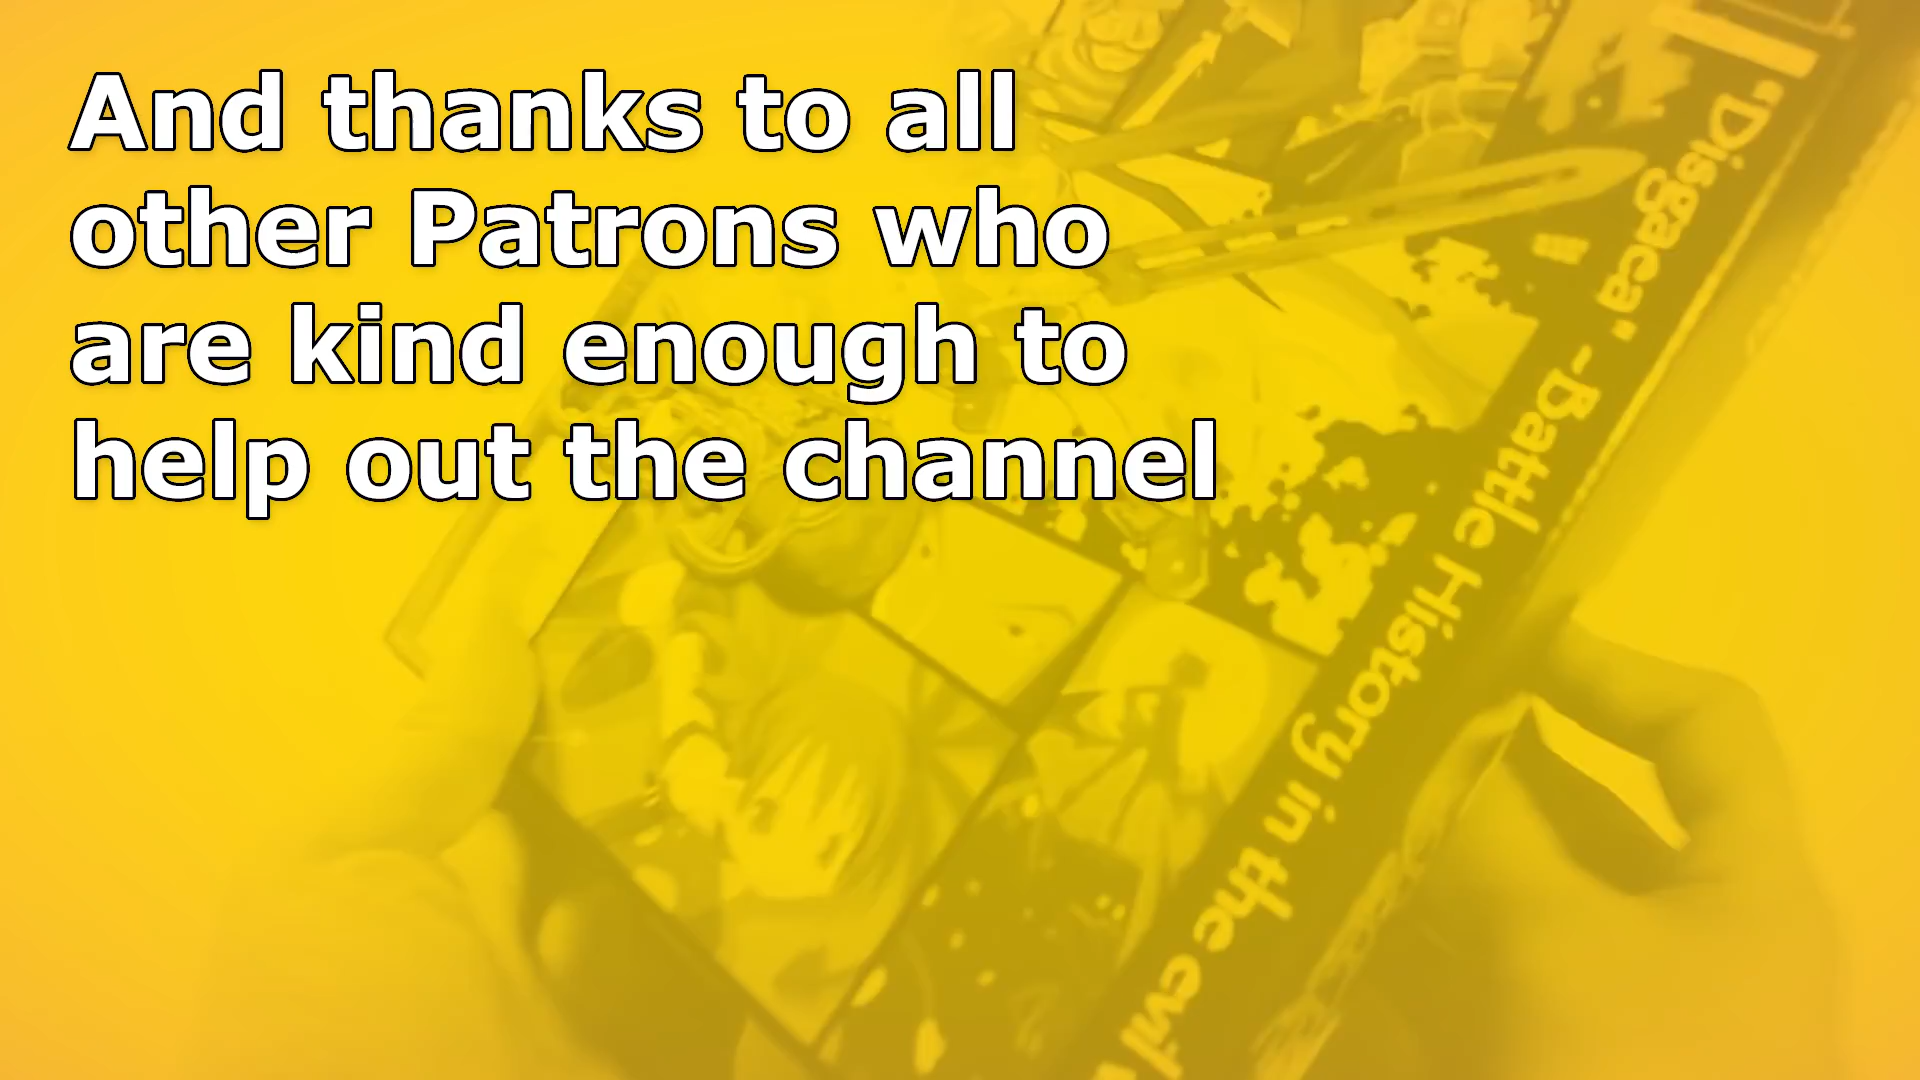 And thanks to all
other Patrons who
are kind enough to
help out the channel
"Disgaea" -Battle History in the evil